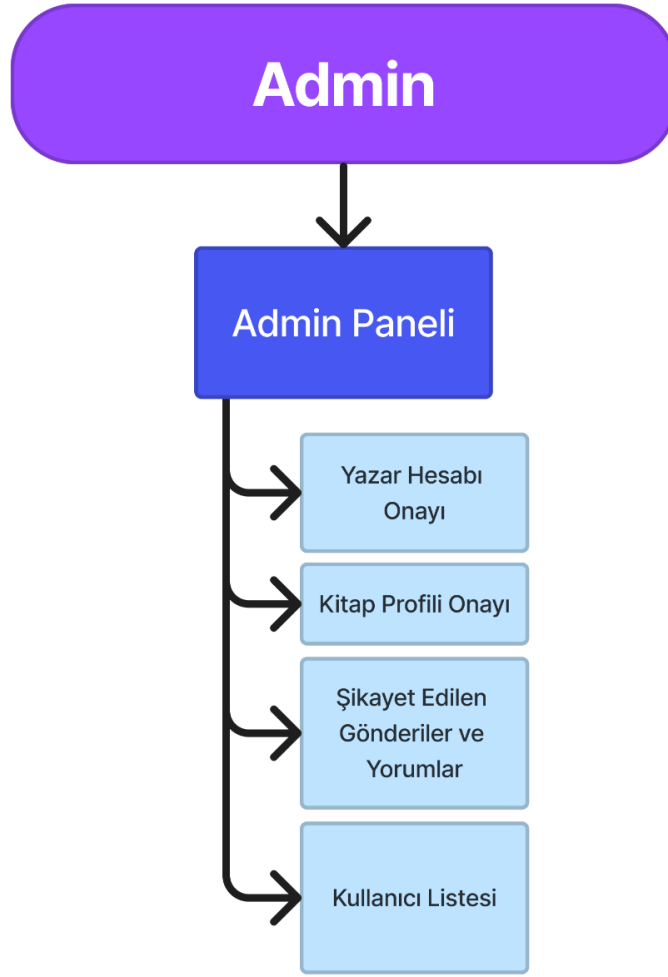 Admin
Admin Paneli
Yazar Hesabı
Onayı
Kitap Profili Onayı
Şikayet Edilen
Gönderiler ve
Yorumlar
Kullanıcı Listesi